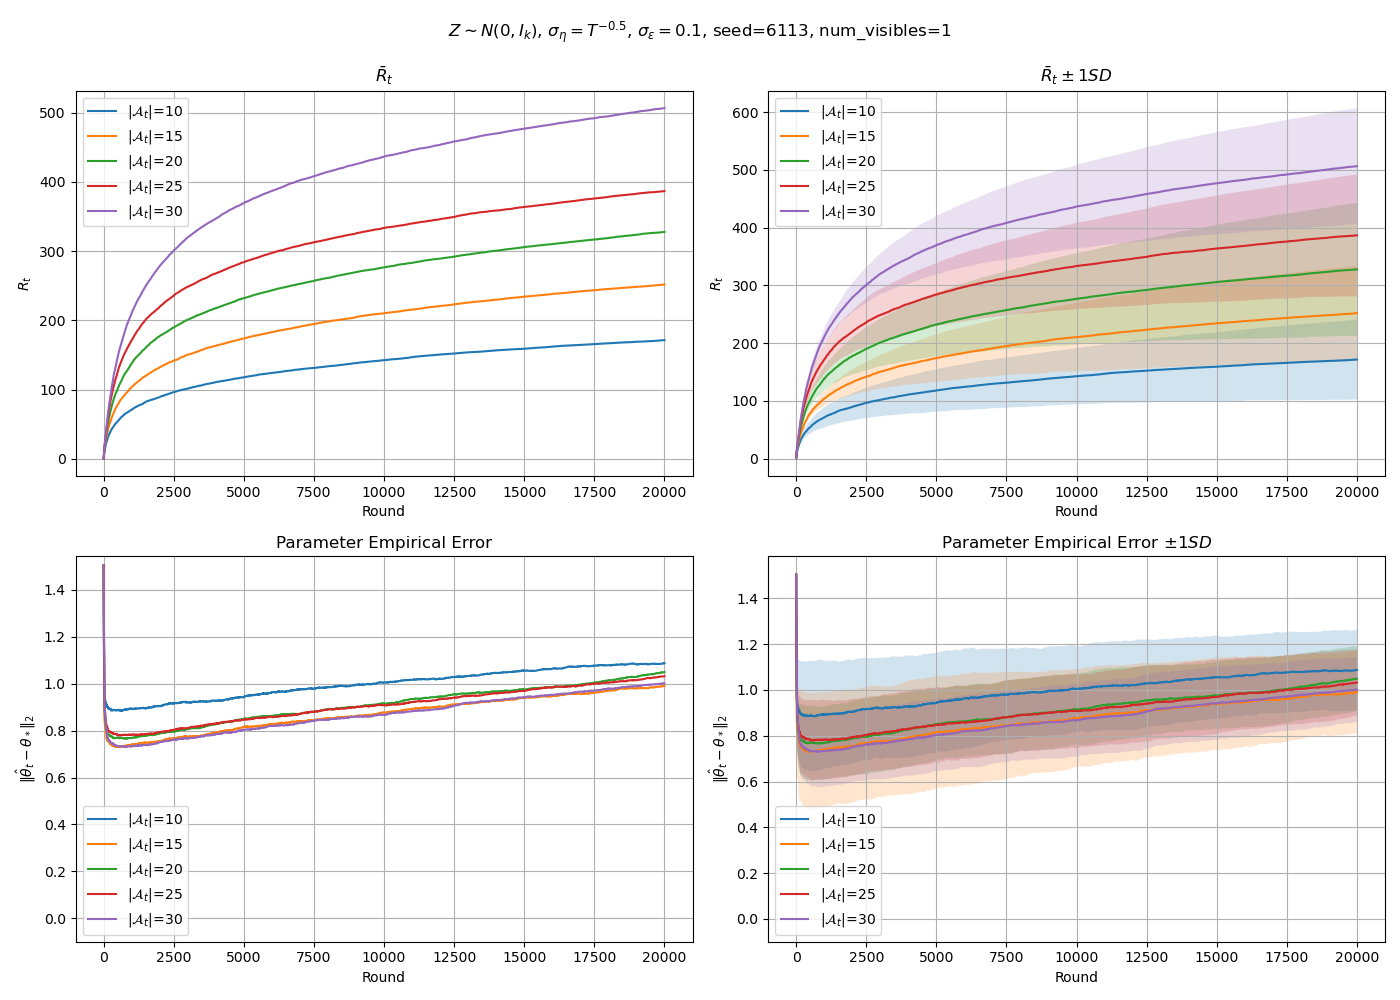 Z ∼ N(0, I_k), σ_η = T^{−0.5}, σ_ε = 0.1, seed=6113, num_visibles=1
R̄_t
R_t
500
400
300
200
100
0
|𝒜_t|=10
|𝒜_t|=15
|𝒜_t|=20
|𝒜_t|=25
|𝒜_t|=30
0 2500 5000 7500 10000 12500 15000 17500 20000
Round
R̄_t ± 1SD
R_t
600
500
400
300
200
100
0
|𝒜_t|=10
|𝒜_t|=15
|𝒜_t|=20
|𝒜_t|=25
|𝒜_t|=30
0 2500 5000 7500 10000 12500 15000 17500 20000
Round
Parameter Empirical Error
‖θ̂_t − θ_*‖_2
1.4
1.2
1.0
0.8
0.6
0.4
0.2
0.0
|𝒜_t|=10
|𝒜_t|=15
|𝒜_t|=20
|𝒜_t|=25
|𝒜_t|=30
0 2500 5000 7500 10000 12500 15000 17500 20000
Round
Parameter Empirical Error ±1SD
‖θ̂_t − θ_*‖_2
1.4
1.2
1.0
0.8
0.6
0.4
0.2
0.0
|𝒜_t|=10
|𝒜_t|=15
|𝒜_t|=20
|𝒜_t|=25
|𝒜_t|=30
0 2500 5000 7500 10000 12500 15000 17500 20000
Round